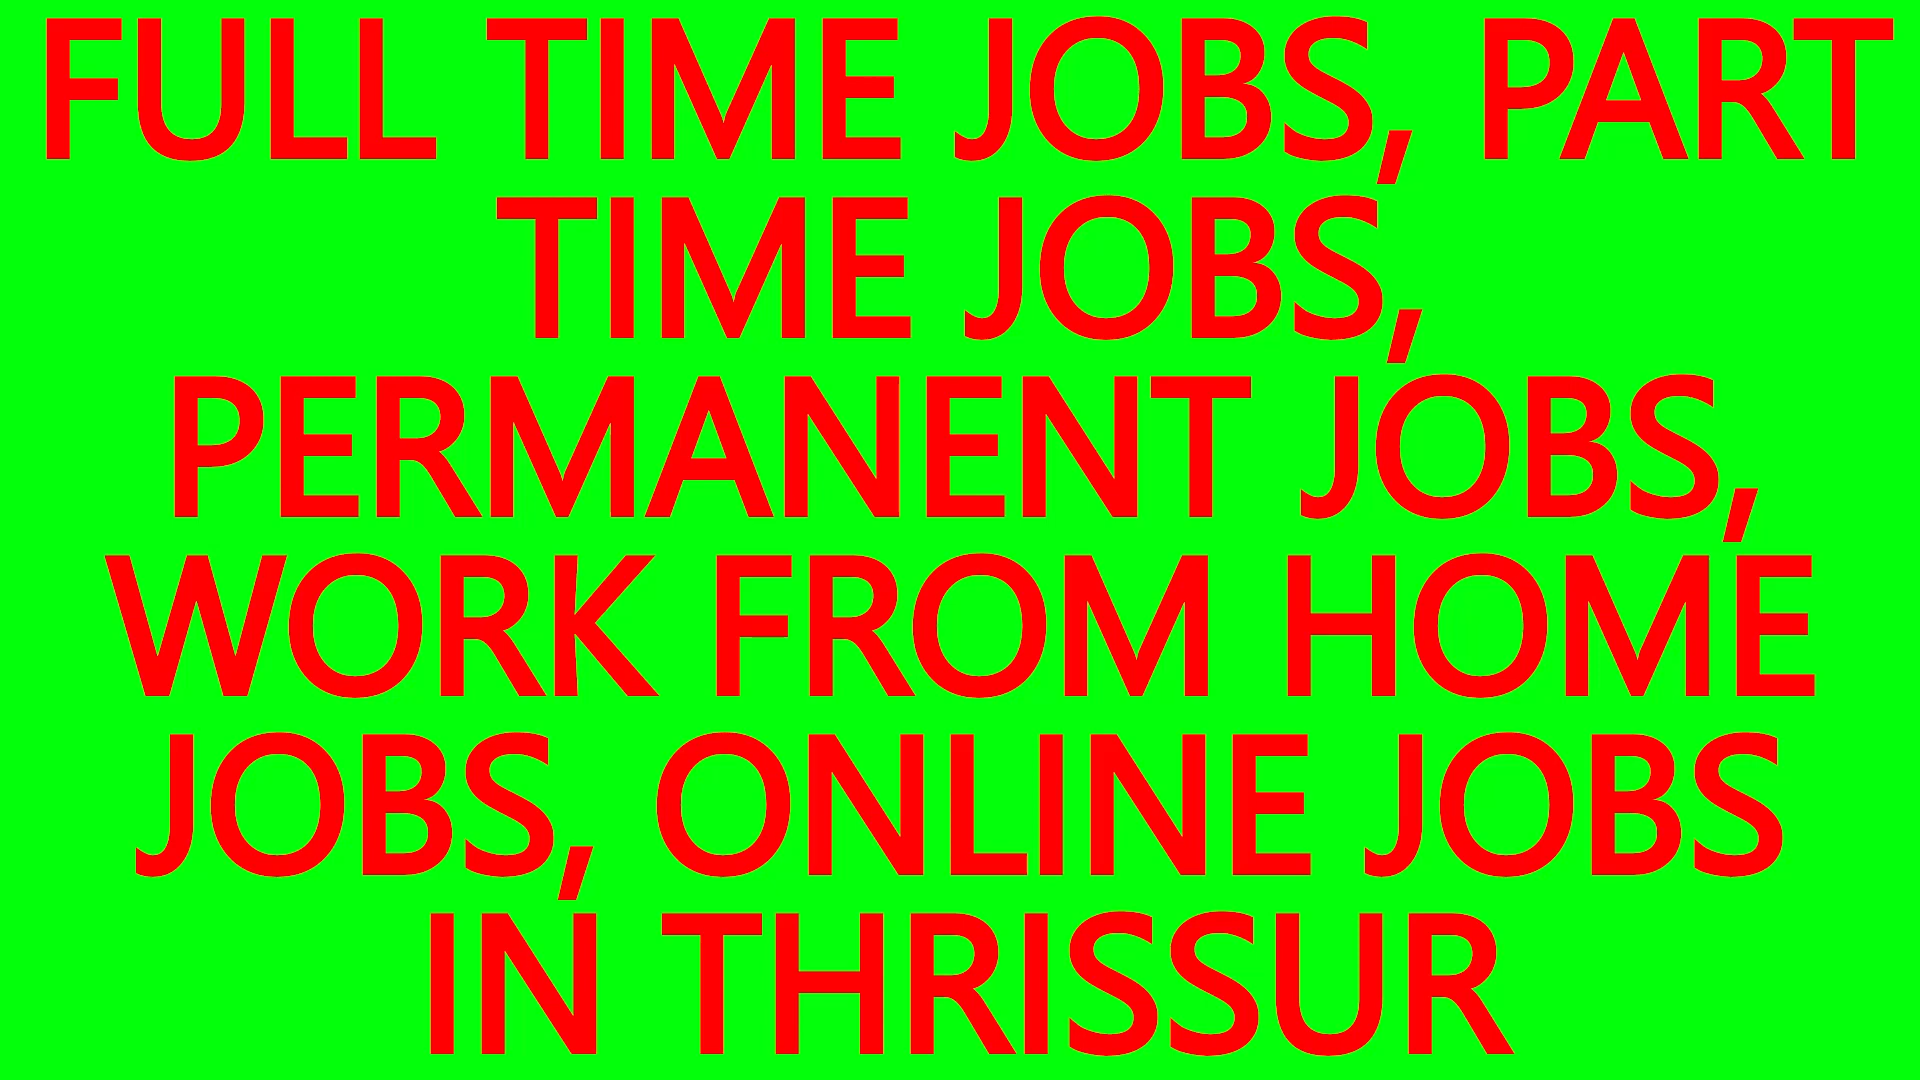 FULL TIME JOBS, PART
TIME JOBS,
PERMANENT JOBS,
WORK FROM HOME
JOBS, ONLINE JOBS
IN THRISSUR